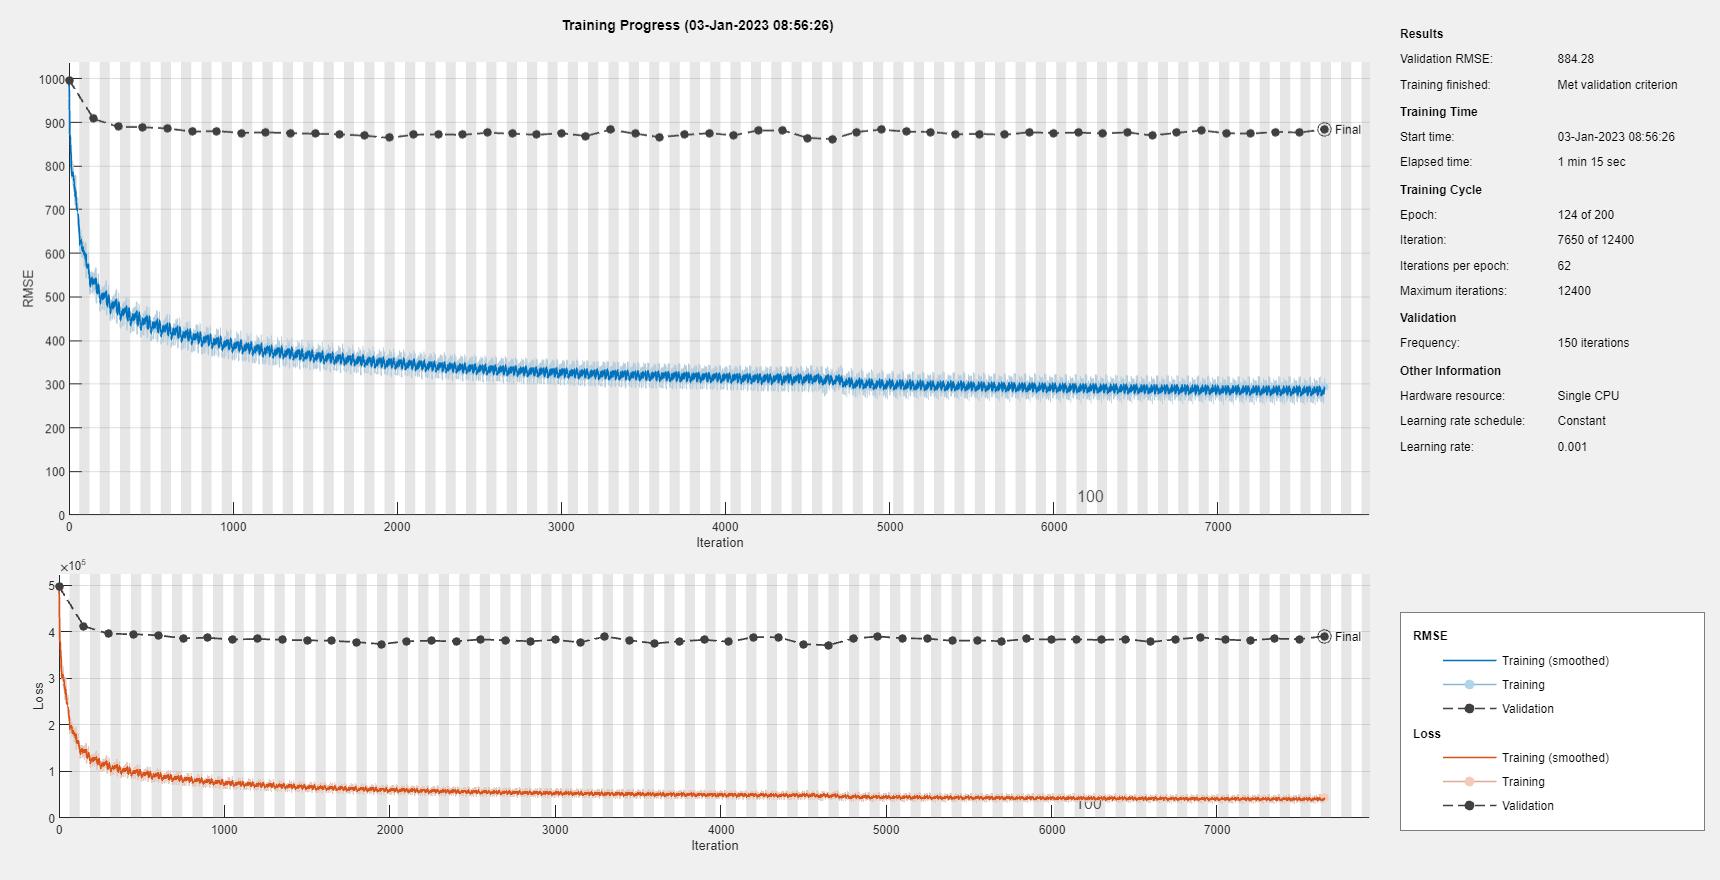 Training Progress (03-Jan-2023 08:56:26)
1000
900
800
700
600
500
400
300
200
100
0
RMSE
Final
100
0 1000 2000 3000 4000 5000 6000 7000
Iteration
×10⁵
5
4
3
2
1
0
Loss
Final
100
0 1000 2000 3000 4000 5000 6000 7000
Iteration
Results
Validation RMSE: 884.28
Training finished: Met validation criterion
Training Time
Start time: 03-Jan-2023 08:56:26
Elapsed time: 1 min 15 sec
Training Cycle
Epoch: 124 of 200
Iteration: 7650 of 12400
Iterations per epoch: 62
Maximum iterations: 12400
Validation
Frequency: 150 iterations
Other Information
Hardware resource: Single CPU
Learning rate schedule: Constant
Learning rate: 0.001
RMSE
Training (smoothed)
Training
Validation
Loss
Training (smoothed)
Training
Validation